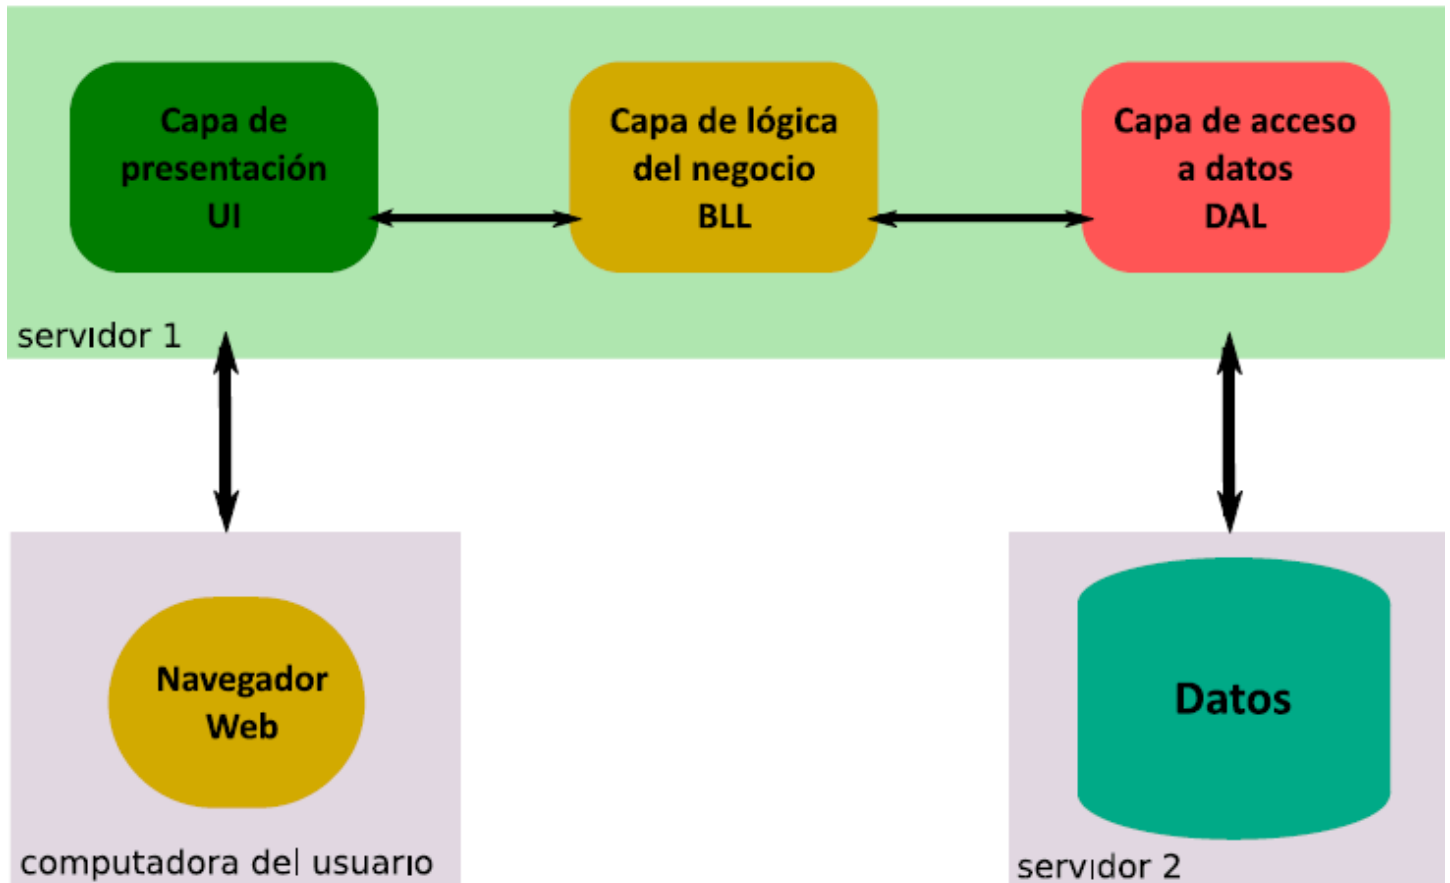 Capa de
presentación
UI
Capa de lógica
del negocio
BLL
Capa de acceso
a datos
DAL
servidor 1
Navegador
Web
computadora del usuario
Datos
servidor 2